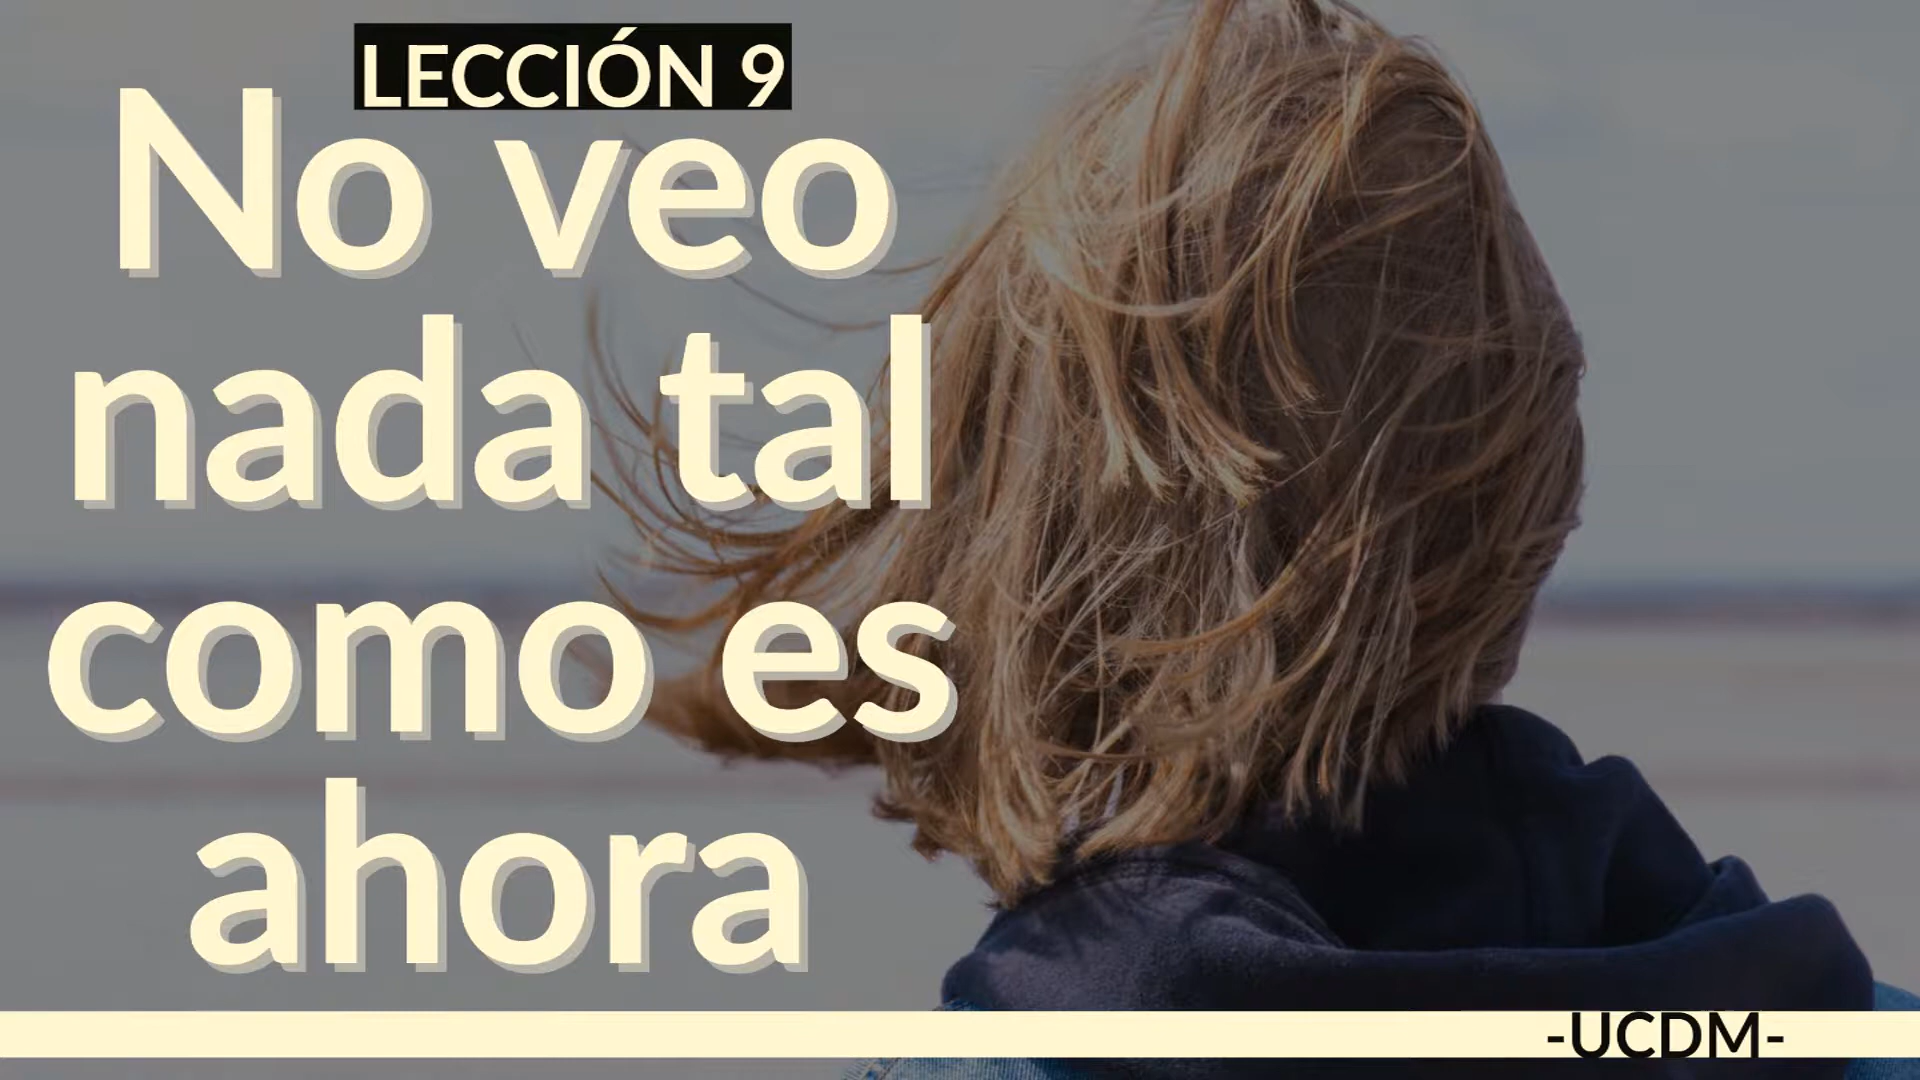 LECCIÓN 9
No veo
nada tal
como es
ahora
-UCDM-